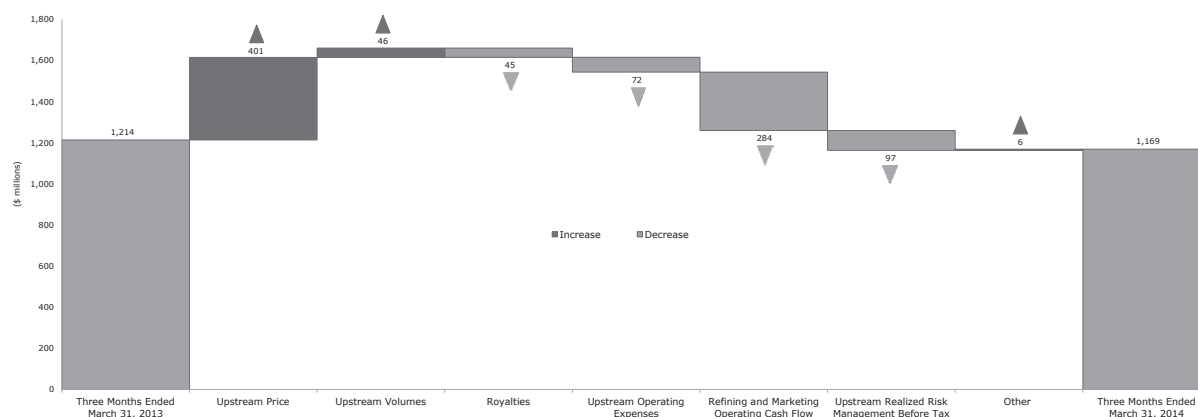 1,800
1,600
1,400
1,200
1,000
800
600
400
200
0
($ millions)
1,214
401
46
45
72
284
97
6
1,169
Increase
Decrease
Three Months Ended
March 31, 2013
Upstream Price
Upstream Volumes
Royalties
Upstream Operating
Expenses
Refining and Marketing
Operating Cash Flow
Upstream Realized Risk
Management Before Tax
Other
Three Months Ended
March 31, 2014